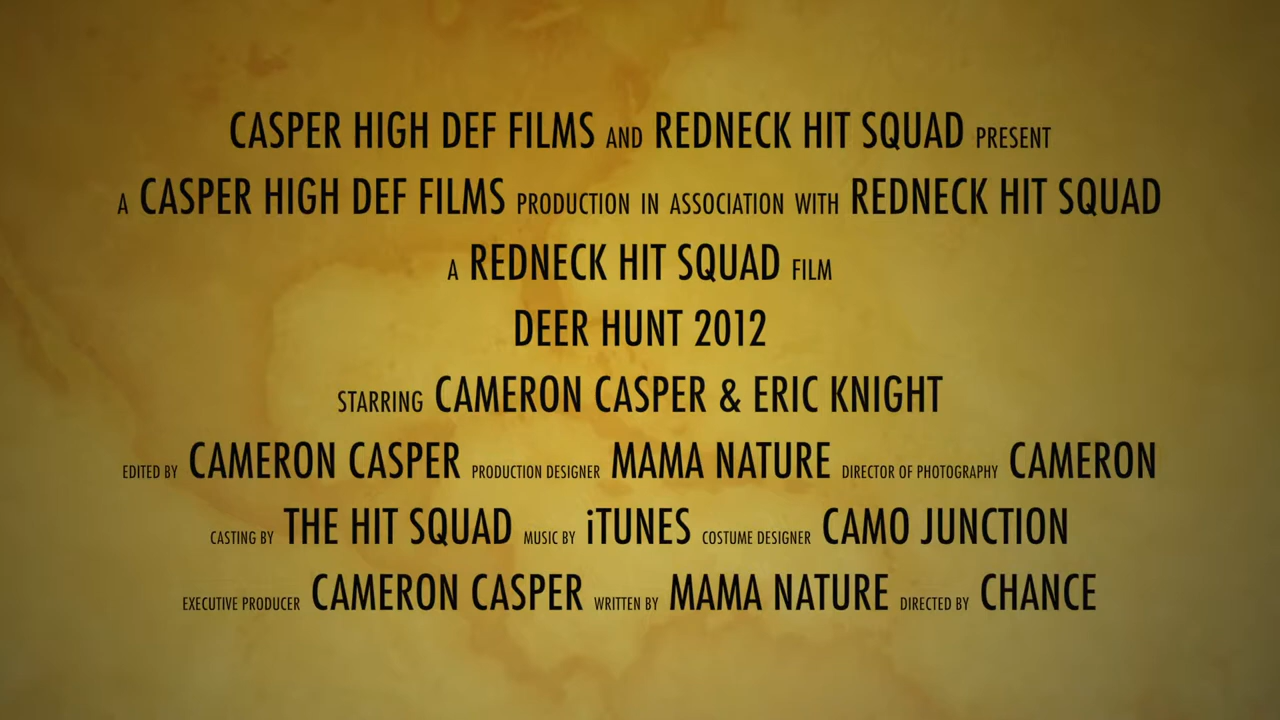 CASPER HIGH DEF FILMS AND REDNECK HIT SQUAD PRESENT
A CASPER HIGH DEF FILMS PRODUCTION IN ASSOCIATION WITH REDNECK HIT SQUAD
A REDNECK HIT SQUAD FILM
DEER HUNT 2012
STARRING CAMERON CASPER & ERIC KNIGHT
EDITED BY CAMERON CASPER PRODUCTION DESIGNER MAMA NATURE DIRECTOR OF PHOTOGRAPHY CAMERON
CASTING BY THE HIT SQUAD MUSIC BY iTUNES COSTUME DESIGNER CAMO JUNCTION
EXECUTIVE PRODUCER CAMERON CASPER WRITTEN BY MAMA NATURE DIRECTED BY CHANCE